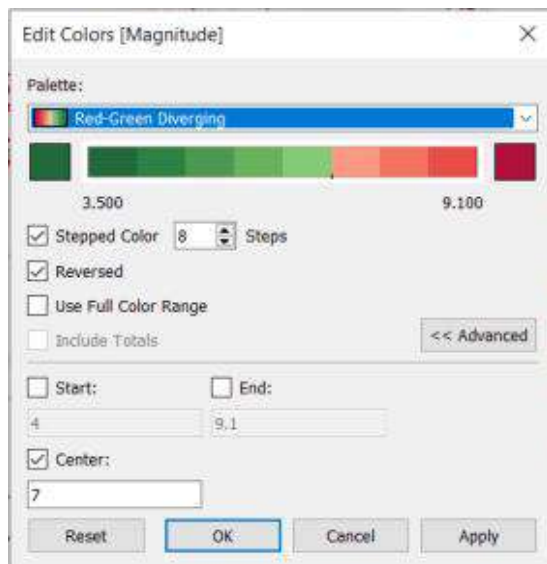 Edit Colors [Magnitude]
Palette:
Red-Green Diverging
3.500 9.100
Stepped Color 8 Steps
Reversed
Use Full Color Range
Include Totals
<< Advanced
Start: End:
4 9.1
Center:
7
Reset OK Cancel Apply